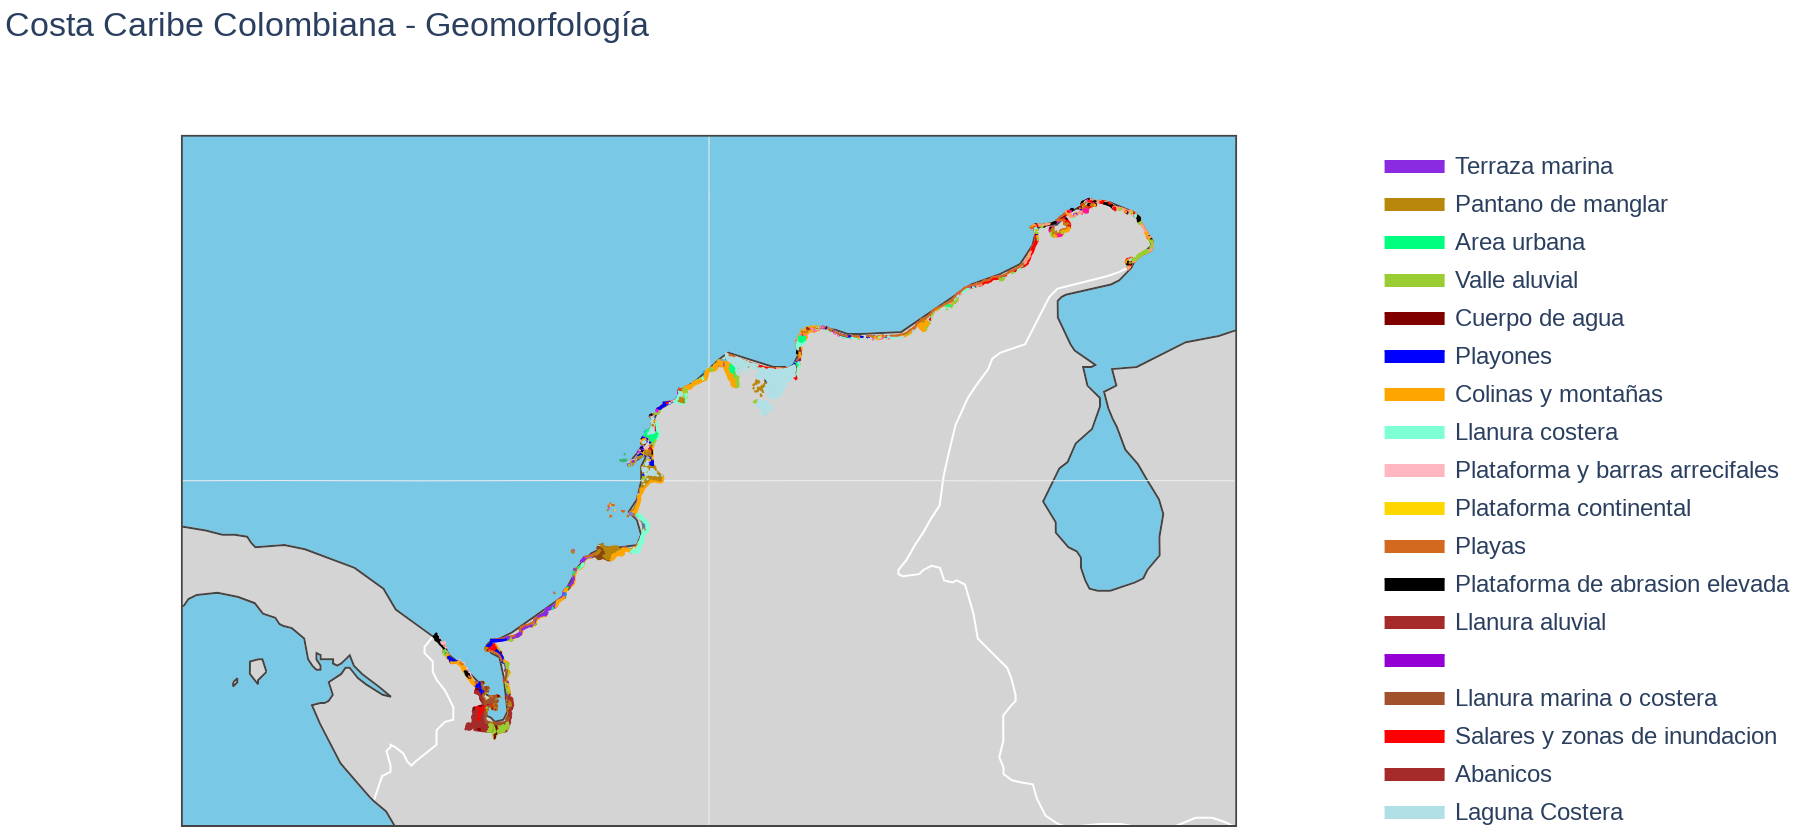 Costa Caribe Colombiana - Geomorfología
Terraza marina
Pantano de manglar
Area urbana
Valle aluvial
Cuerpo de agua
Playones
Colinas y montañas
Llanura costera
Plataforma y barras arrecifales
Plataforma continental
Playas
Plataforma de abrasion elevada
Llanura aluvial
Llanura marina o costera
Salares y zonas de inundacion
Abanicos
Laguna Costera